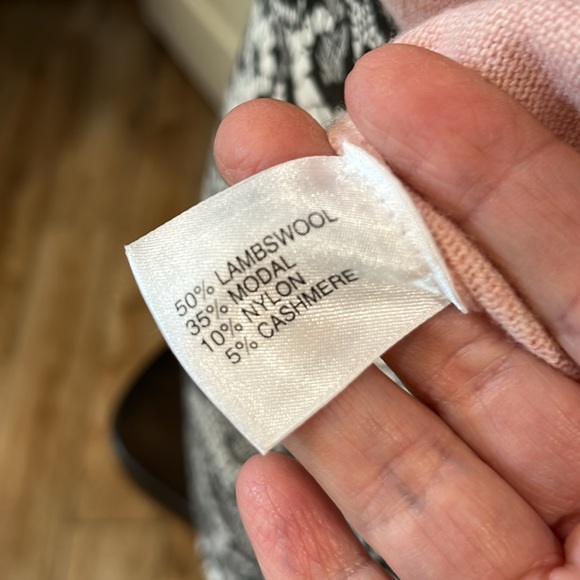 50% LAMBSWOOL
35% MODAL
10% NYLON
5% CASHMERE